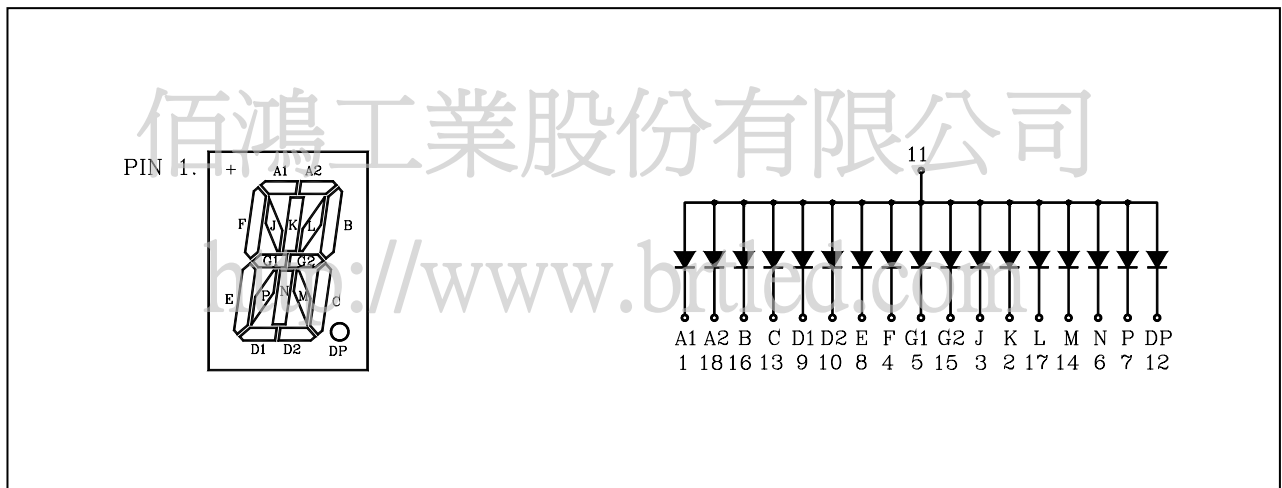 佰鴻工業股份有限公司
http://www.brtled.com
PIN 1.
+
A1 A2
F J K L B
G1 G2
E P N M C
D1 D2 DP
11
A1 A2 B C D1 D2 E F G1 G2 J K L M N P DP
1 18 16 13 9 10 8 4 5 15 3 2 17 14 6 7 12